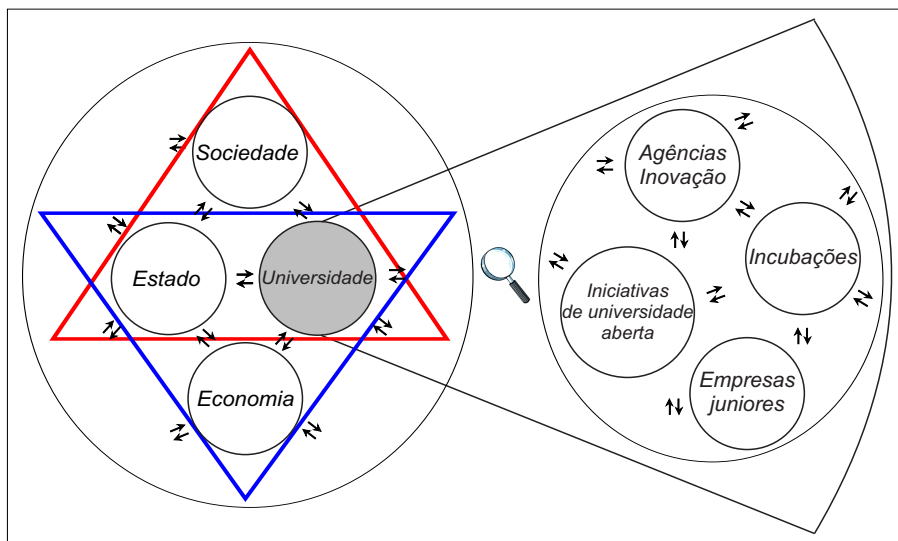 Sociedade
Estado
Universidade
Economia
Agências
Inovação
Incubações
Iniciativas
de universidade
aberta
Empresas
juniores